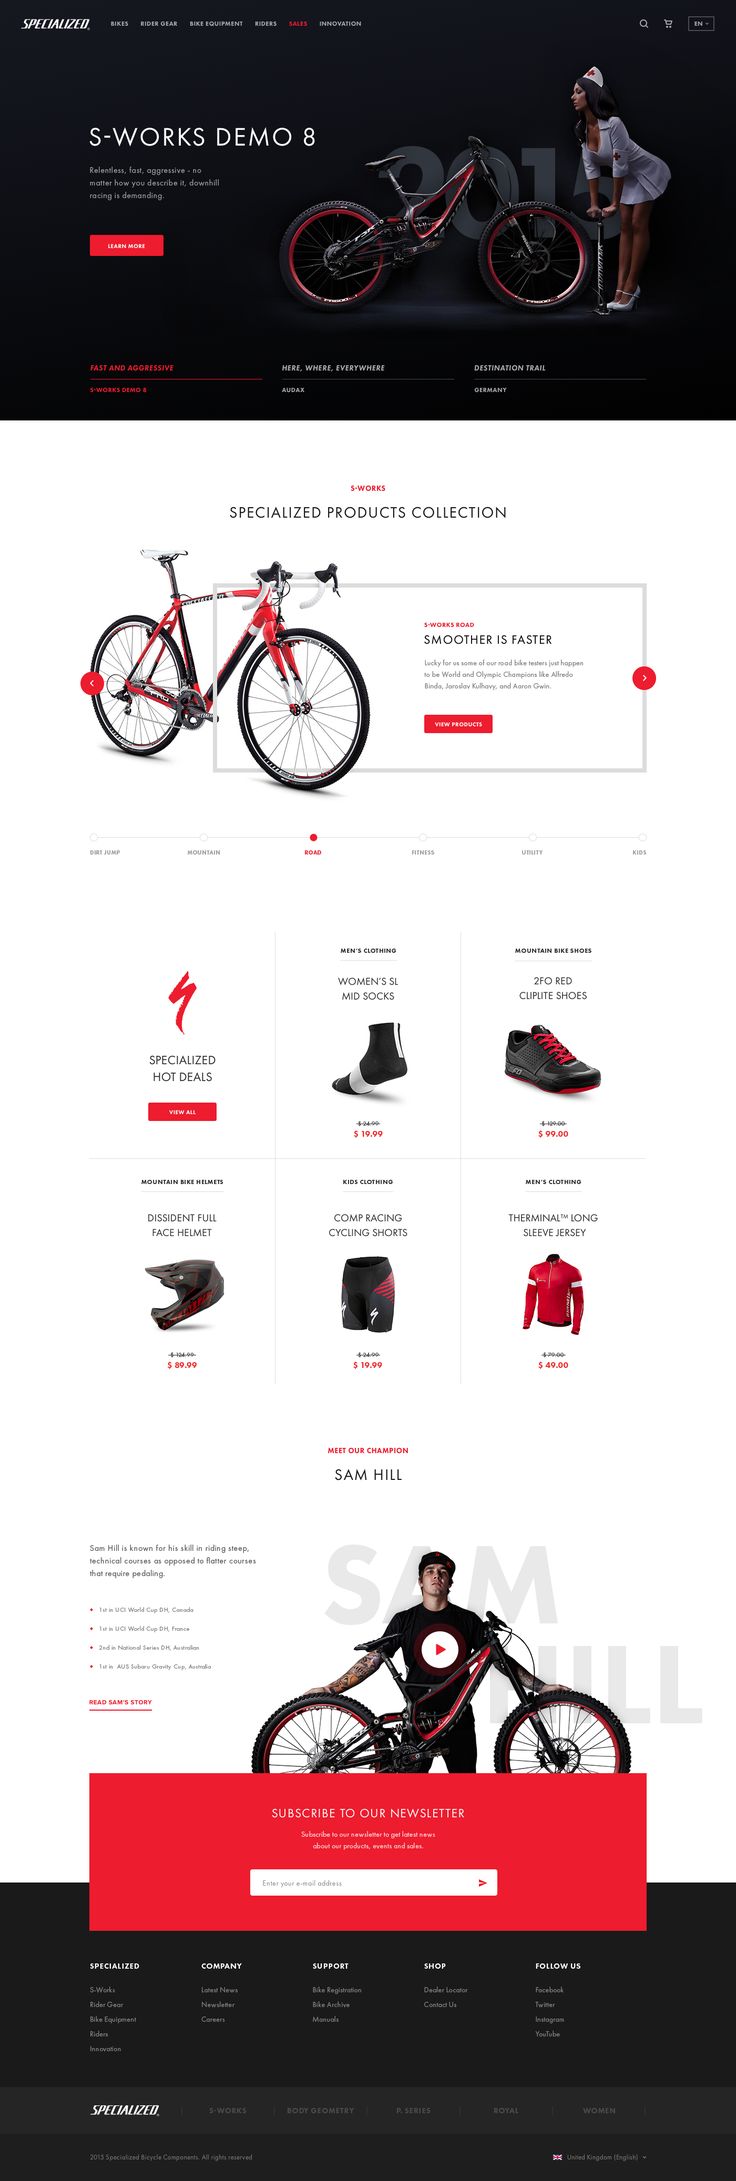 SPECIALIZED
BIKES RIDER GEAR BIKE EQUIPMENT RIDERS SALES INNOVATION
EN
2015
S-WORKS DEMO 8
Relentless, fast, aggressive - no
matter how you describe it, downhill
racing is demanding.
LEARN MORE
FAST AND AGGRESSIVE
S-WORKS DEMO 8
HERE, WHERE, EVERYWHERE
AUDAX
DESTINATION TRAIL
GERMANY
S-WORKS
SPECIALIZED PRODUCTS COLLECTION
S-WORKS ROAD
SMOOTHER IS FASTER
Lucky for us some of our road bike testers just happen
to be World and Olympic Champions like Alfredo
Binda, Jaroslav Kulhavy, and Aaron Gwin.
VIEW PRODUCTS
DIRT JUMP MOUNTAIN ROAD FITNESS UTILITY KIDS
SPECIALIZED
HOT DEALS
VIEW ALL
MEN'S CLOTHING
WOMEN'S SL
MID SOCKS
$ 24.99
$ 19.99
MOUNTAIN BIKE SHOES
2FO RED
CLIPLITE SHOES
$ 129.00
$ 99.00
MOUNTAIN BIKE HELMETS
DISSIDENT FULL
FACE HELMET
$ 124.99
$ 89.99
KIDS CLOTHING
COMP RACING
CYCLING SHORTS
$ 24.99
$ 19.99
MEN'S CLOTHING
THERMINAL™ LONG
SLEEVE JERSEY
$ 79.00
$ 49.00
MEET OUR CHAMPION
SAM HILL
Sam Hill is known for his skill in riding steep,
technical courses as opposed to flatter courses
that require pedaling.
1st in UCI World Cup DH, Canada
1st in UCI World Cup DH, France
2nd in National Series DH, Australian
1st in AUS Subaru Gravity Cup, Australia
READ SAM'S STORY
SAM
HILL
SUBSCRIBE TO OUR NEWSLETTER
Subscribe to our newsletter to get latest news
about our products, events and sales.
Enter your e-mail address
SPECIALIZED
S-Works
Rider Gear
Bike Equipment
Riders
Innovation
COMPANY
Latest News
Newsletter
Careers
SUPPORT
Bike Registration
Bike Archive
Manuals
SHOP
Dealer Locator
Contact Us
FOLLOW US
Facebook
Twitter
Instagram
YouTube
SPECIALIZED
S-WORKS BODY GEOMETRY P. SERIES ROYAL WOMEN
2015 Specialized Bicycle Components. All rights reserved
United Kingdom (English)